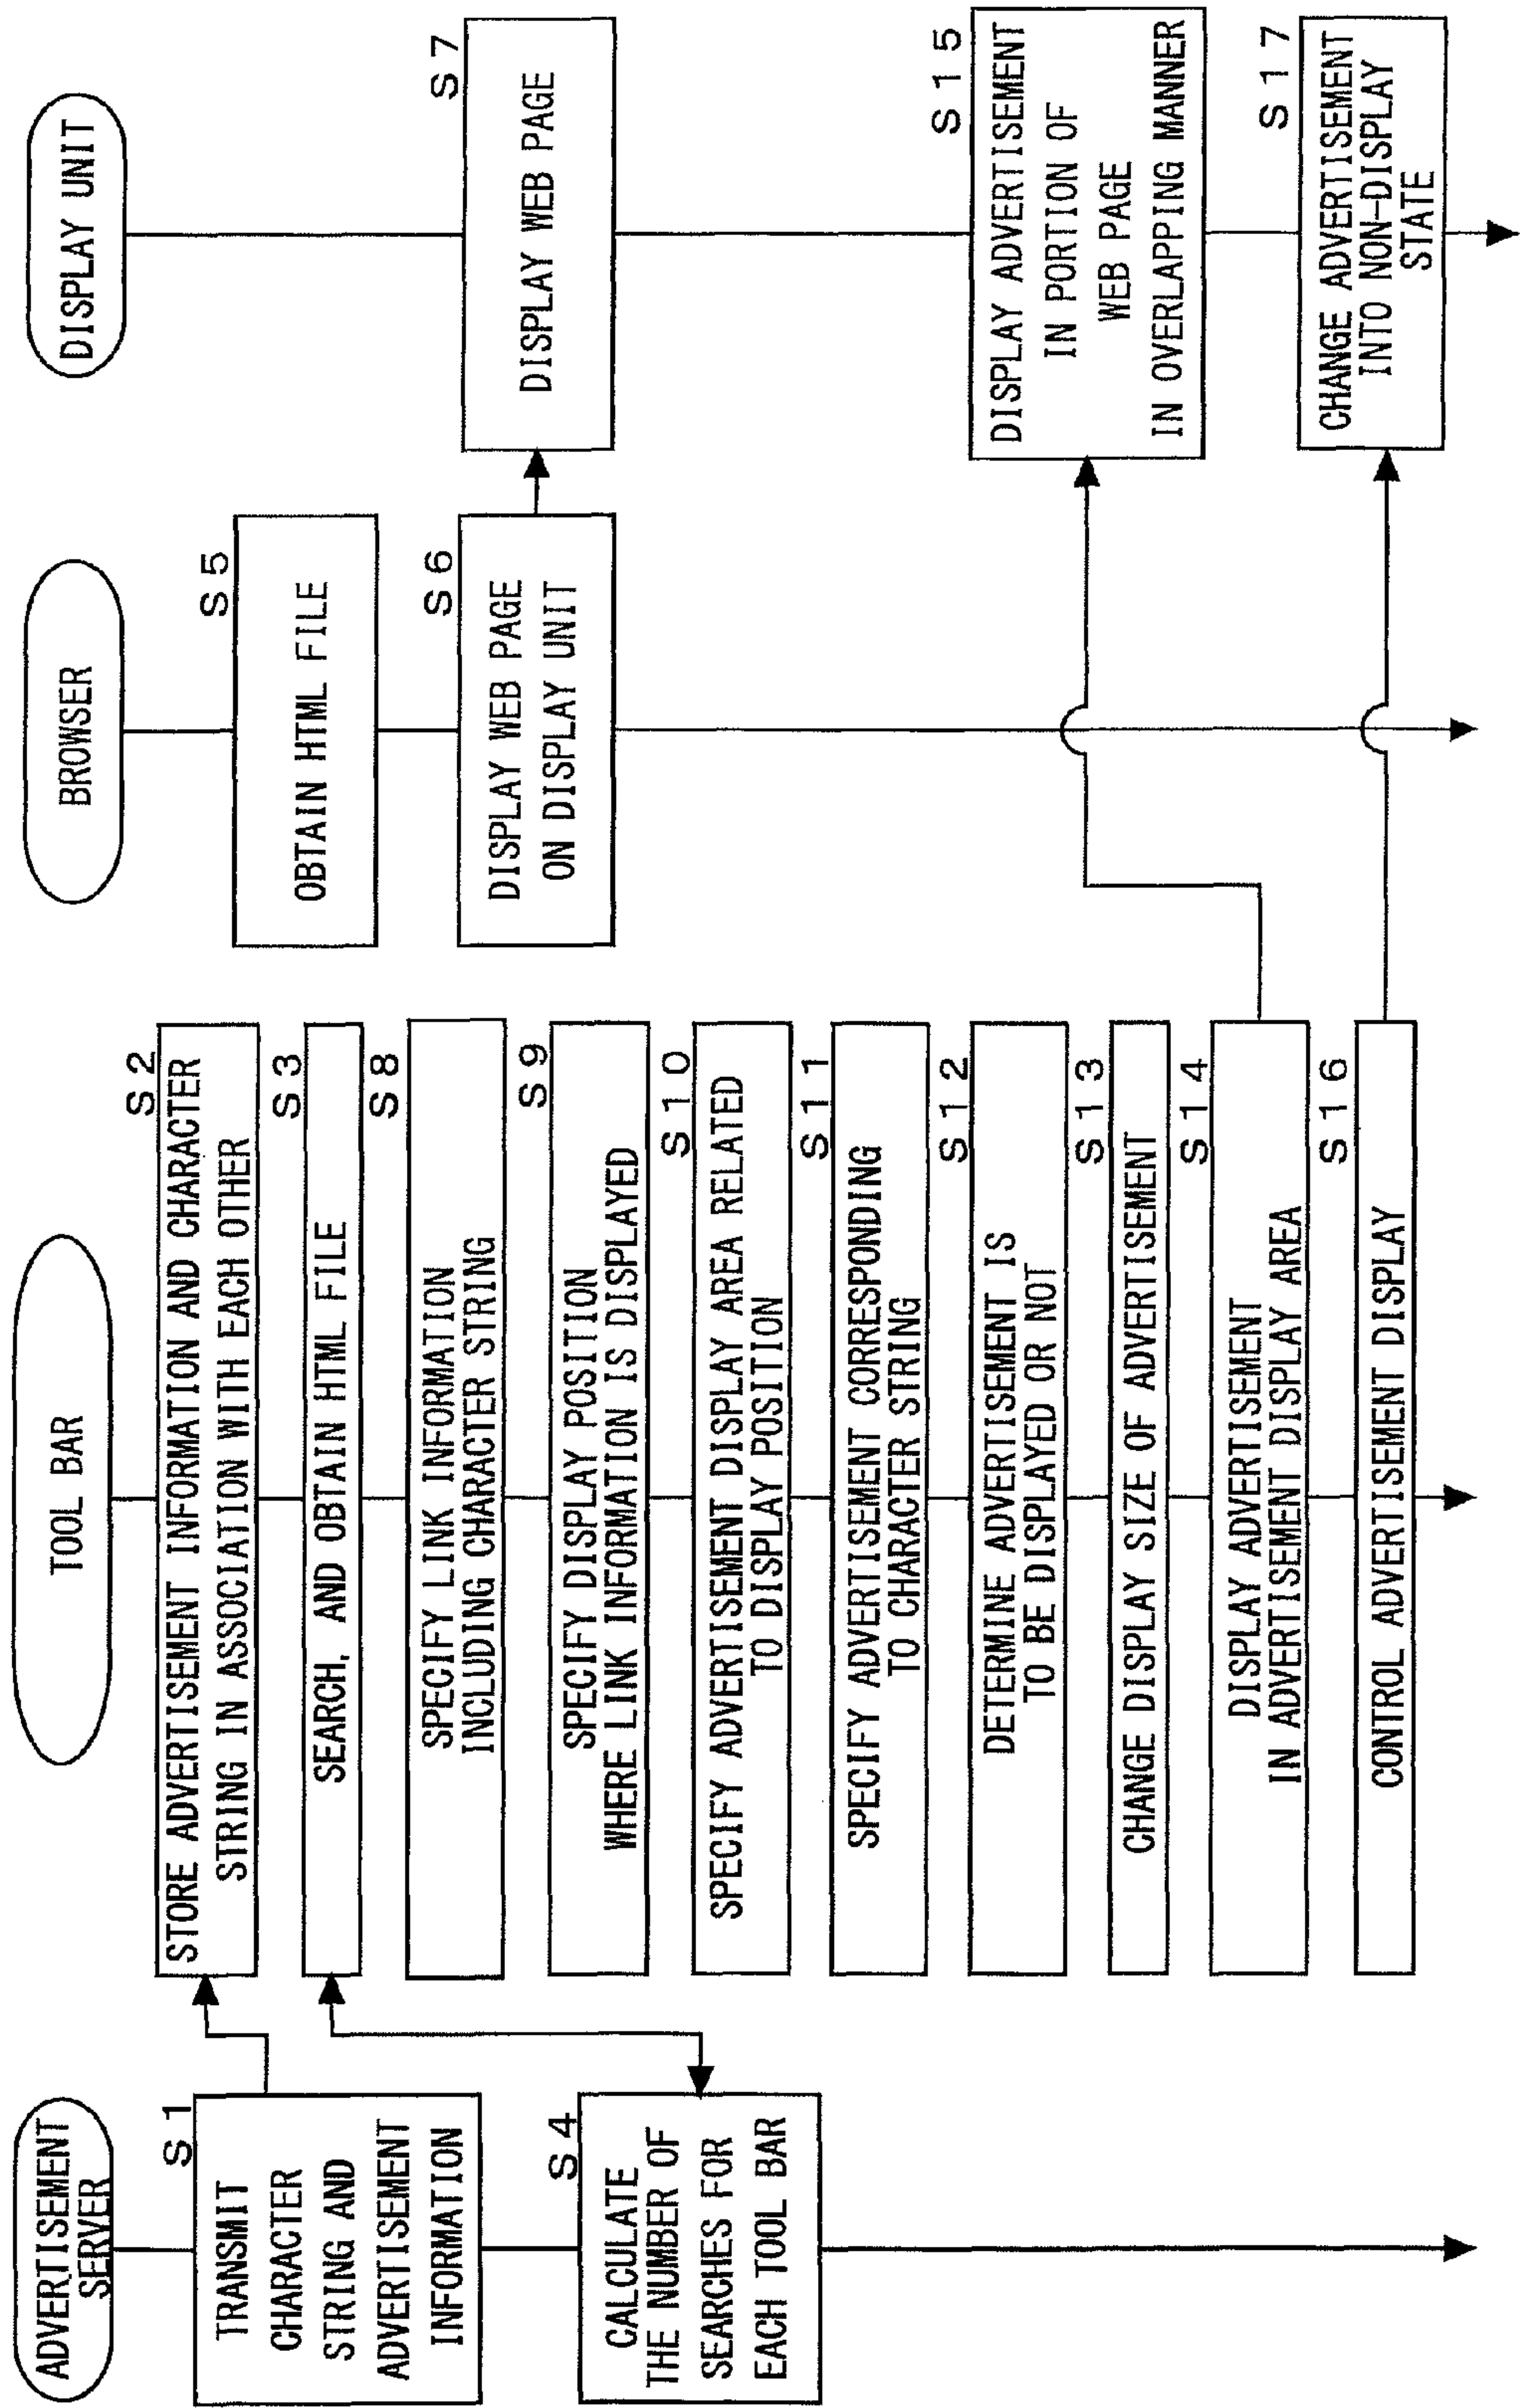 ADVERTISEMENT
SERVER
S1
TRANSMIT
CHARACTER
STRING AND
ADVERTISEMENT
INFORMATION
S4
CALCULATE
THE NUMBER OF
SEARCHES FOR
EACH TOOL BAR
TOOL BAR
S2
STORE ADVERTISEMENT INFORMATION AND CHARACTER
STRING IN ASSOCIATION WITH EACH OTHER
S3
SEARCH, AND OBTAIN HTML FILE
S8
SPECIFY LINK INFORMATION
INCLUDING CHARACTER STRING
S9
SPECIFY DISPLAY POSITION
WHERE LINK INFORMATION IS DISPLAYED
S10
SPECIFY ADVERTISEMENT DISPLAY AREA RELATED
TO DISPLAY POSITION
S11
SPECIFY ADVERTISEMENT CORRESPONDING
TO CHARACTER STRING
S12
DETERMINE ADVERTISEMENT IS
TO BE DISPLAYED OR NOT
S13
CHANGE DISPLAY SIZE OF ADVERTISEMENT
S14
DISPLAY ADVERTISEMENT
IN ADVERTISEMENT DISPLAY AREA
S16
CONTROL ADVERTISEMENT DISPLAY
BROWSER
S5
OBTAIN HTML FILE
S6
DISPLAY WEB PAGE
ON DISPLAY UNIT
DISPLAY UNIT
S7
DISPLAY WEB PAGE
S15
DISPLAY ADVERTISEMENT
IN PORTION OF
WEB PAGE
IN OVERLAPPING MANNER
S17
CHANGE ADVERTISEMENT
INTO NON-DISPLAY
STATE